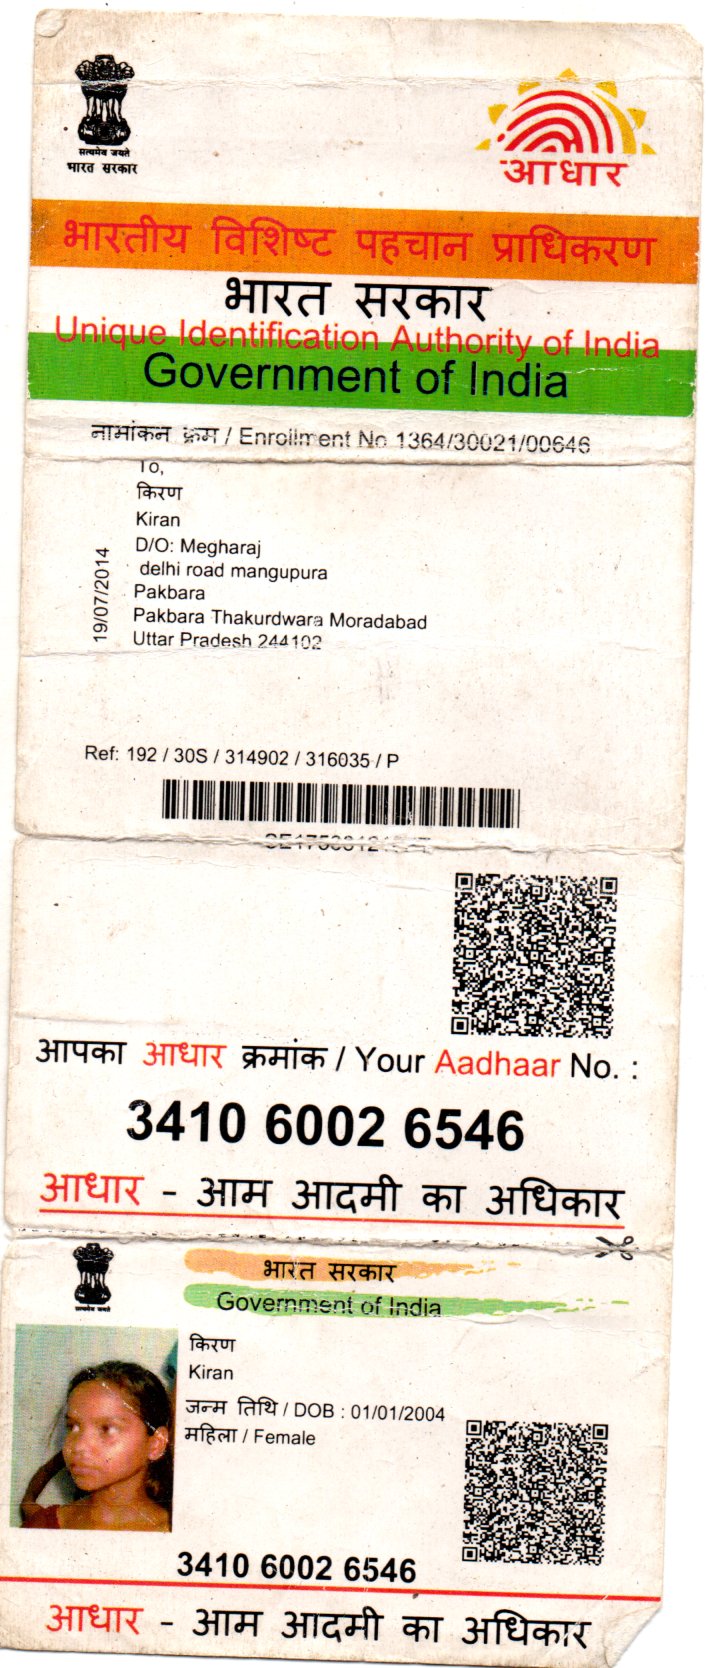 सत्यमेव जयते
भारत सरकार
आधार
भारतीय विशिष्ट पहचान प्राधिकरण
भारत सरकार
Unique Identification Authority of India
Government of India
नामांकन क्रम / Enrollment No 1364/30021/00646
To,
किरण
Kiran
D/O: Megharaj
delhi road mangupura
Pakbara
Pakbara Thakurdwara Moradabad
Uttar Pradesh 244102
19/07/2014
Ref: 192 / 30S / 314902 / 316035 / P
आपका आधार क्रमांक / Your Aadhaar No. :
3410 6002 6546
आधार - आम आदमी का अधिकार
भारत सरकार
Government of India
किरण
Kiran
जन्म तिथि / DOB : 01/01/2004
महिला / Female
3410 6002 6546
आधार - आम आदमी का अधिकार